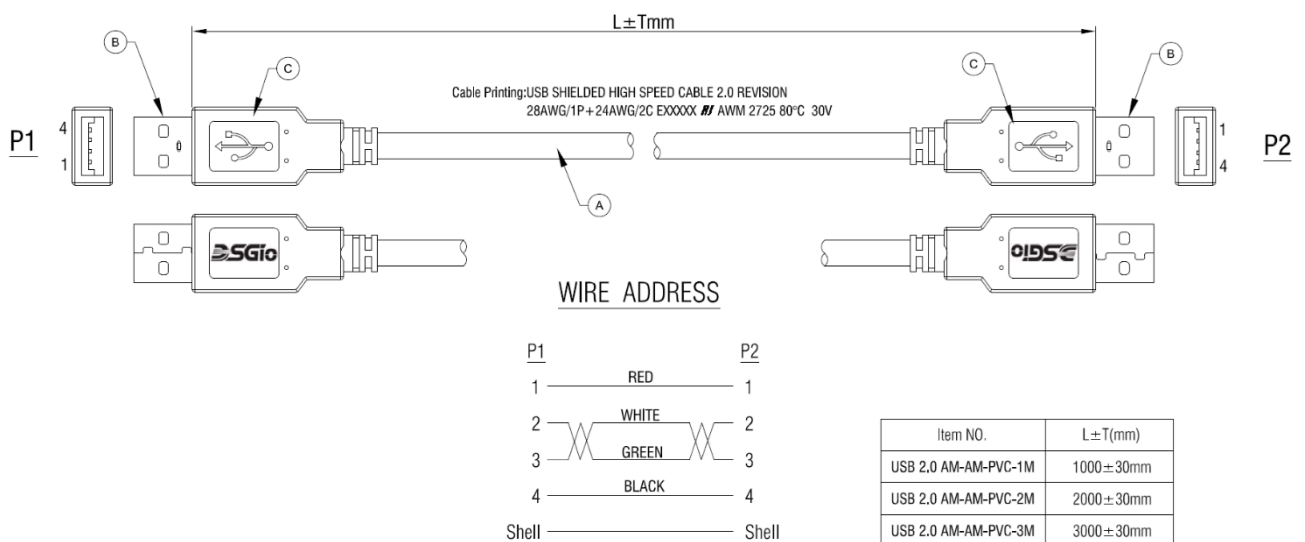 L±Tmm
B
C
C
B
Cable Printing:USB SHIELDED HIGH SPEED CABLE 2.0 REVISION
28AWG/1P+24AWG/2C EXXXXX AWM 2725 80°C 30V
P1
4
1
1
4
P2
A
DSGio
DSGio
WIRE ADDRESS
P1 P2
1 RED 1
2 WHITE 2
3 GREEN 3
4 BLACK 4
Shell Shell
Item NO. L±T(mm)
USB 2.0 AM-AM-PVC-1M 1000±30mm
USB 2.0 AM-AM-PVC-2M 2000±30mm
USB 2.0 AM-AM-PVC-3M 3000±30mm